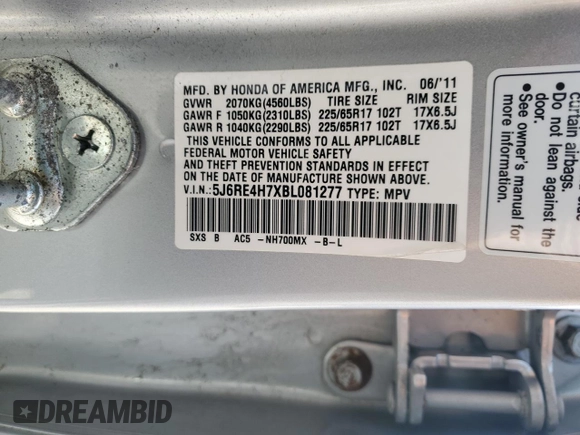 MFD. BY HONDA OF AMERICA MFG., INC. 06/'11
GVWR 2070KG(4560LBS) TIRE SIZE RIM SIZE
GAWR F 1050KG(2310LBS) 225/65R17 102T 17X6.5J
GAWR R 1040KG(2290LBS) 225/65R17 102T 17X6.5J
THIS VEHICLE CONFORMS TO ALL APPLICABLE
FEDERAL MOTOR VEHICLE SAFETY
AND THEFT PREVENTION STANDARDS IN EFFECT
ON THE DATE OF MANUFACTURE SHOWN ABOVE.
V.I.N.: 5J6RE4H7XBL081277 TYPE: MPV
SXS B AC5 -NH700MX -B-L
curtain airbags.
• Do not lean against the
door.
• See owner's manual for
more information.
DREAMBID